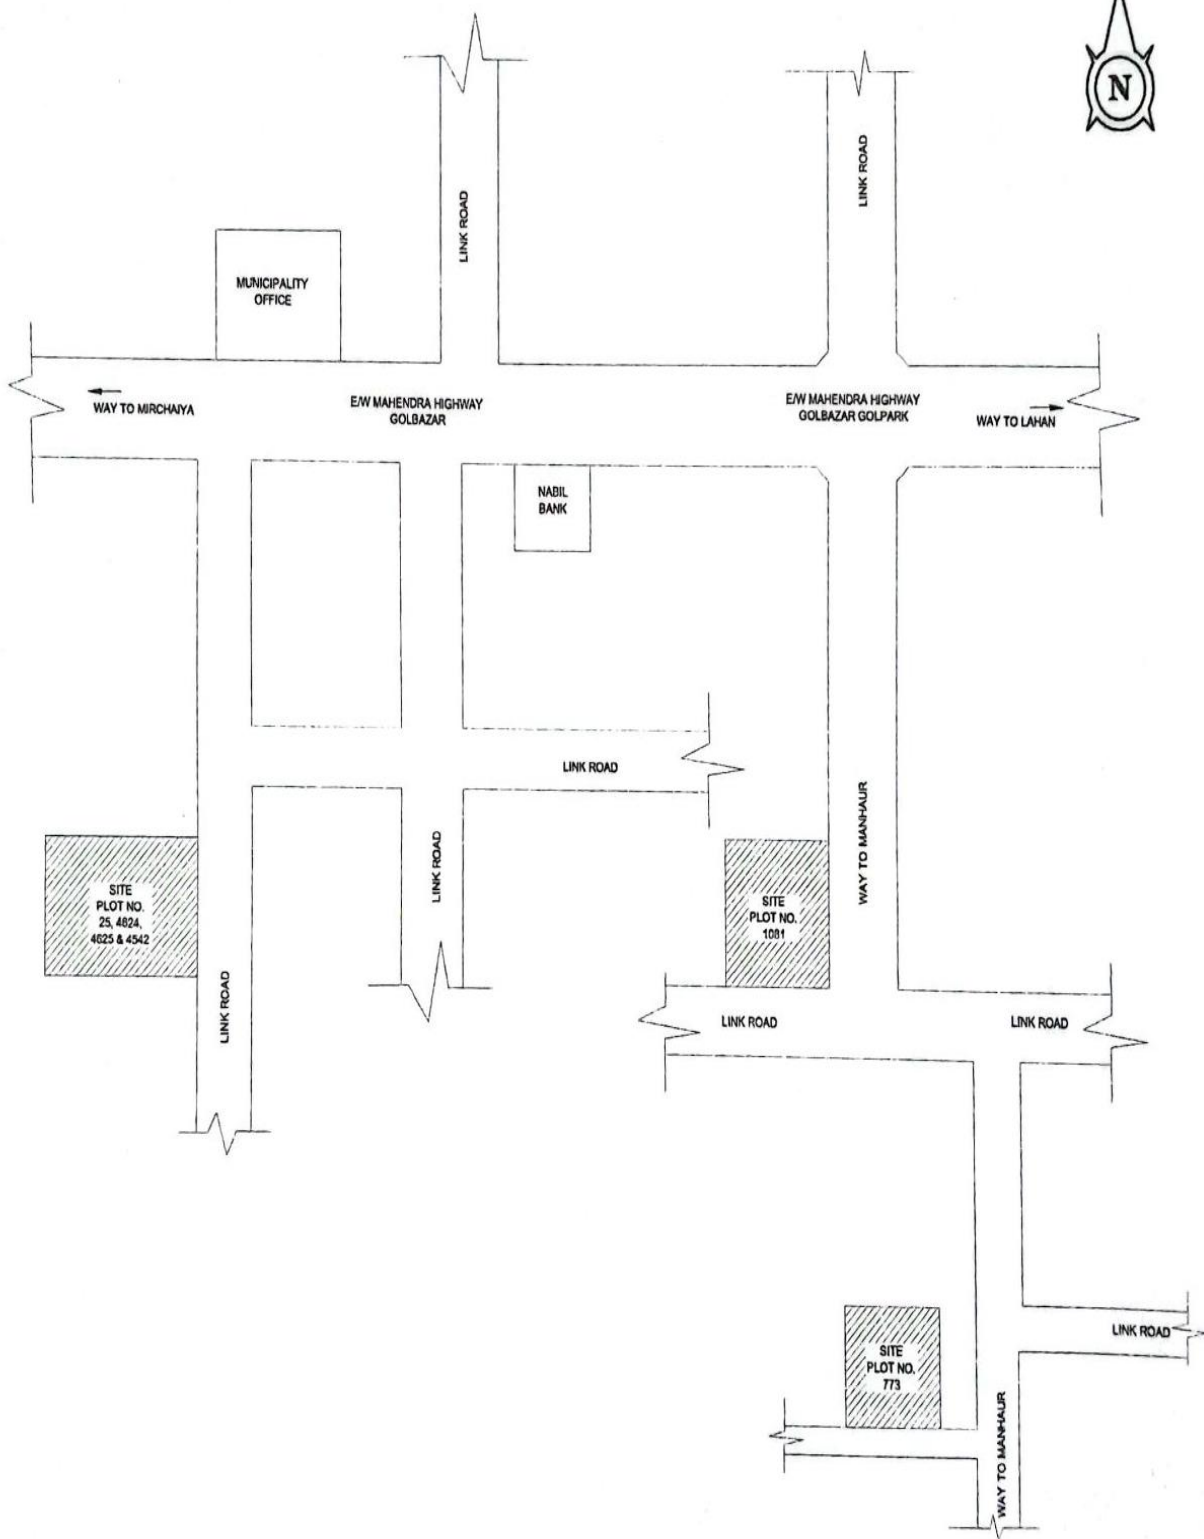 N
LINK ROAD
LINK ROAD
MUNICIPALITY
OFFICE
WAY TO MIRCHAIYA
E/W MAHENDRA HIGHWAY
GOLBAZAR
E/W MAHENDRA HIGHWAY
GOLBAZAR GOLPARK
WAY TO LAHAN
NABIL
BANK
LINK ROAD
LINK ROAD
WAY TO MANHAUR
SITE
PLOT NO.
25, 4624,
4625 & 4542
SITE
PLOT NO.
1081
LINK ROAD
LINK ROAD
LINK ROAD
LINK ROAD
SITE
PLOT NO.
773
WAY TO MANHAUR